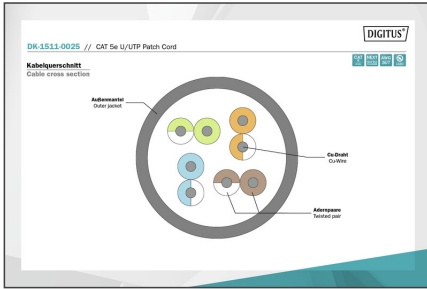 DIGITUS®
DK-1511-0025 // CAT 5e U/UTP Patch Cord
Kabelquerschnitt
Cable cross section
Außenmantel
Outer jacket
Cu-Draht
Cu-Wire
Adernpaare
Twisted pair